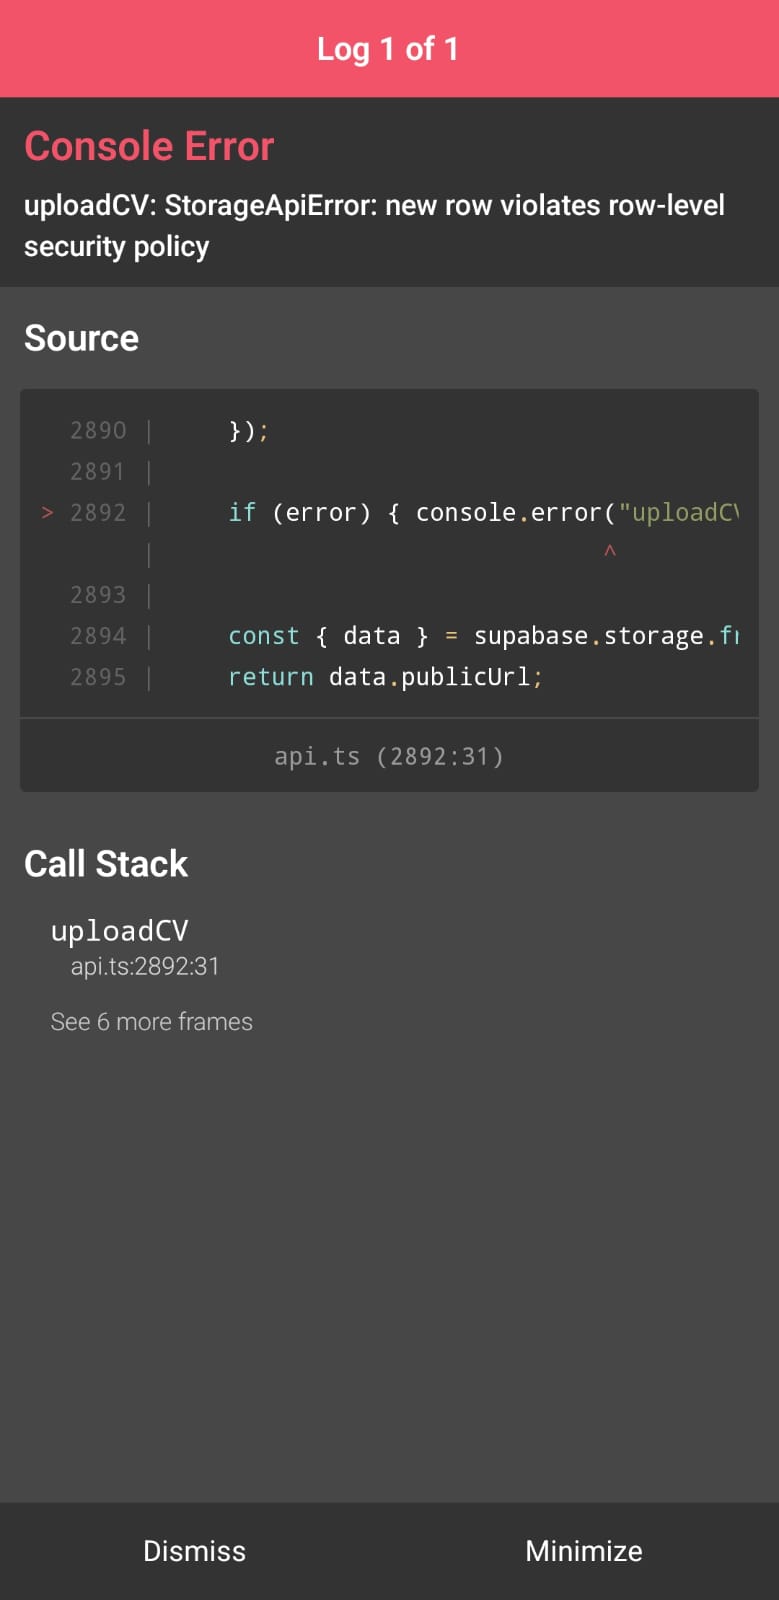 Log 1 of 1
Console Error
uploadCV: StorageApiError: new row violates row-level
security policy
Source
2890 |     });
2891 |
> 2892 |     if (error) { console.error("uploadCV
|     ^
2893 |
2894 |     const { data } = supabase.storage.fr
2895 |     return data.publicUrl;
api.ts (2892:31)
Call Stack
uploadCV
api.ts:2892:31
See 6 more frames
Dismiss
Minimize